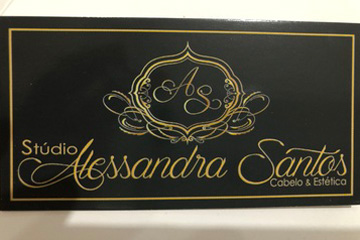 AS
Stúdio
Alessandra Santos
Cabelo & Estética